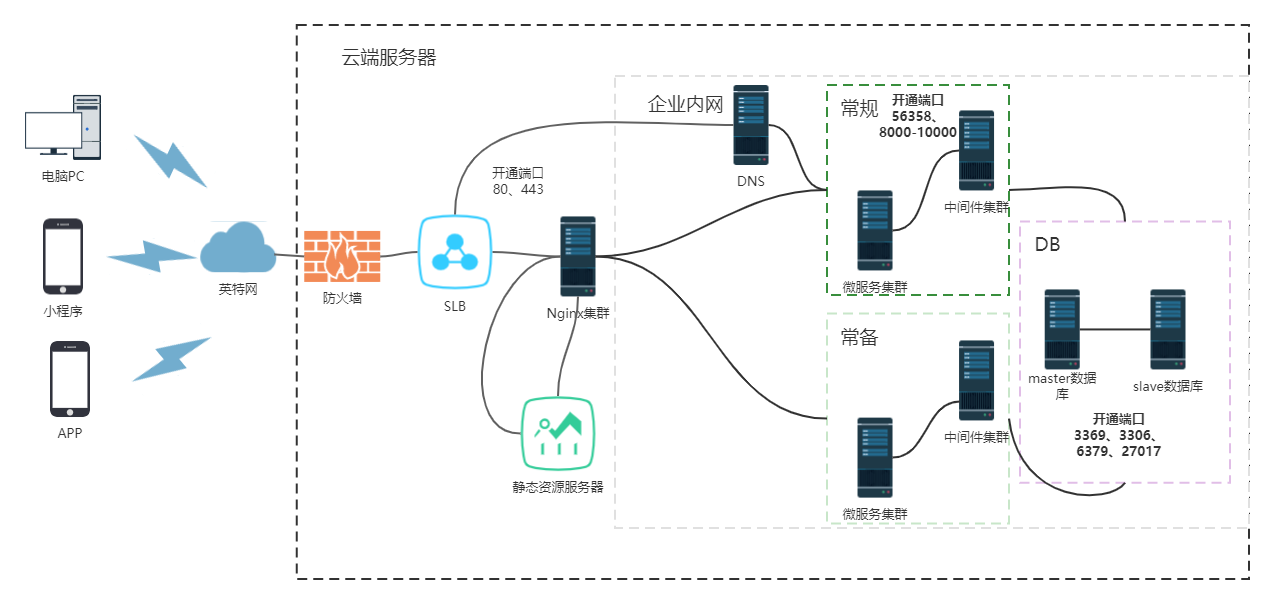 云端服务器
企业内网
常规
开通端口
56358、
8000-10000
电脑PC
开通端口
80、443
DNS
中间件集群
DB
小程序
英特网
防火墙
SLB
Nginx集群
微服务集群
常备
master数据
库
slave数据库
APP
开通端口
3369、3306、
6379、27017
中间件集群
静态资源服务器
微服务集群